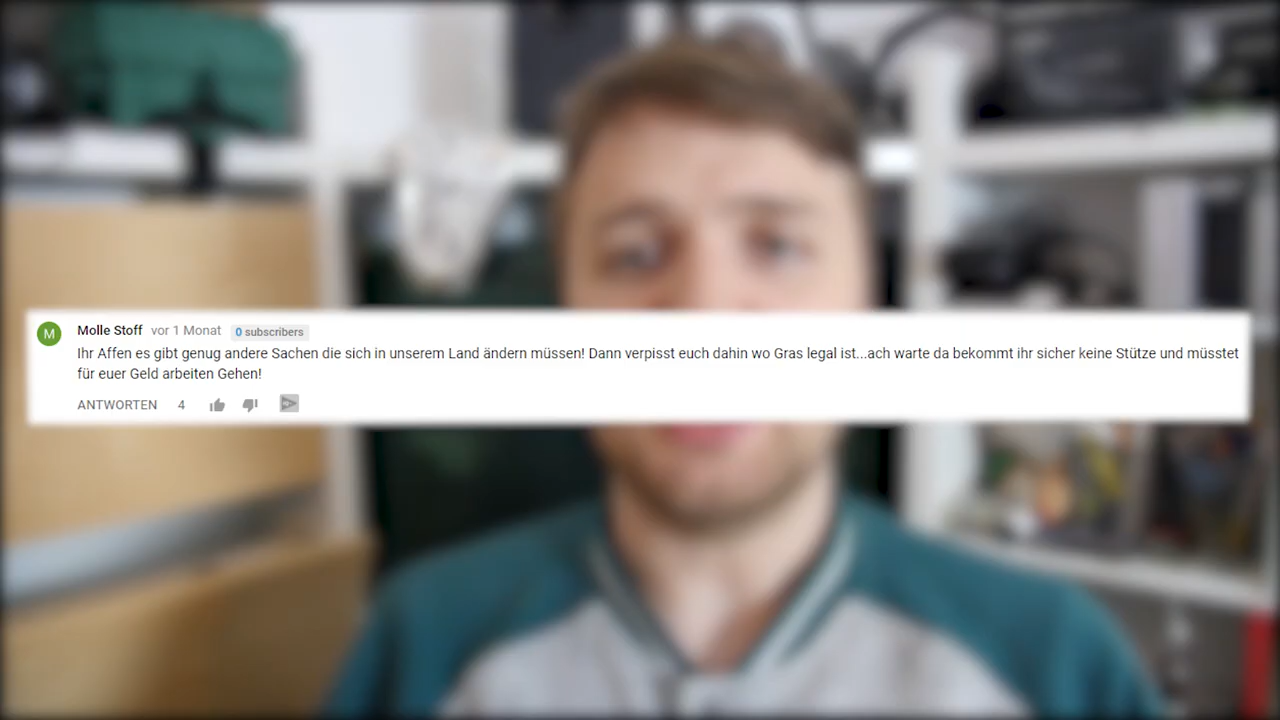 M
Molle Stoff vor 1 Monat 0 subscribers
Ihr Affen es gibt genug andere Sachen die sich in unserem Land ändern müssen! Dann verpisst euch dahin wo Gras legal ist...ach warte da bekommt ihr sicher keine Stütze und müsstet
für euer Geld arbeiten Gehen!
ANTWORTEN 4